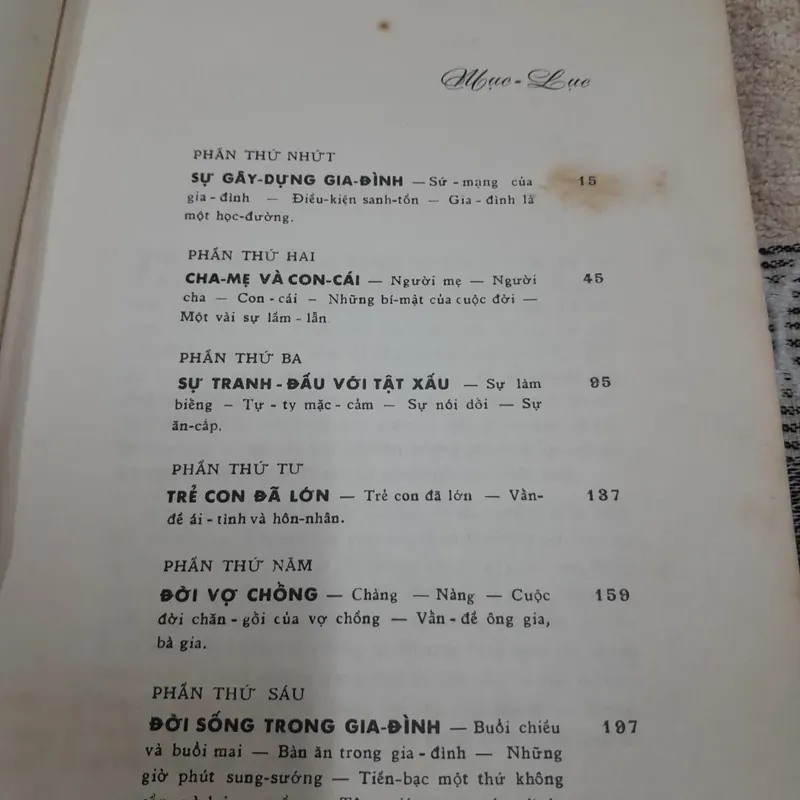 Mục - Lục
PHẦN THỨ NHỨT
SỰ GÂY-DỰNG GIA-ĐÌNH — Sứ - mạng của 15
gia - đình — Điều-kiện sanh-tồn — Gia - đình là
một học-đường.
PHẦN THỨ HAI
CHA-MẸ VÀ CON-CÁI — Người mẹ — Người 45
cha — Con - cái — Những bí-mật của cuộc đời —
Một vài sự lầm - lẫn
PHẦN THỨ BA
SỰ TRANH - ĐẤU VỚI TẬT XẤU — Sự làm 95
biếng — Tự - ty mặc - cảm — Sự nói dối — Sự
ăn-cắp.
PHẦN THỨ TƯ
TRẺ CON ĐÃ LỚN — Trẻ con đã lớn — Vấn- 137
đề ái - tình và hôn-nhân.
PHẦN THỨ NĂM
ĐỜI VỢ CHỒNG — Chàng — Nàng — Cuộc 159
đời chăn - gối của vợ chồng — Vấn - đề ông gia,
bà gia.
PHẦN THỨ SÁU
ĐỜI SỐNG TRONG GIA-ĐÌNH — Buổi chiều 197
và buổi mai — Bàn ăn trong gia - đình — Những
giờ phút sung-sướng — Tiền-bạc một thứ không